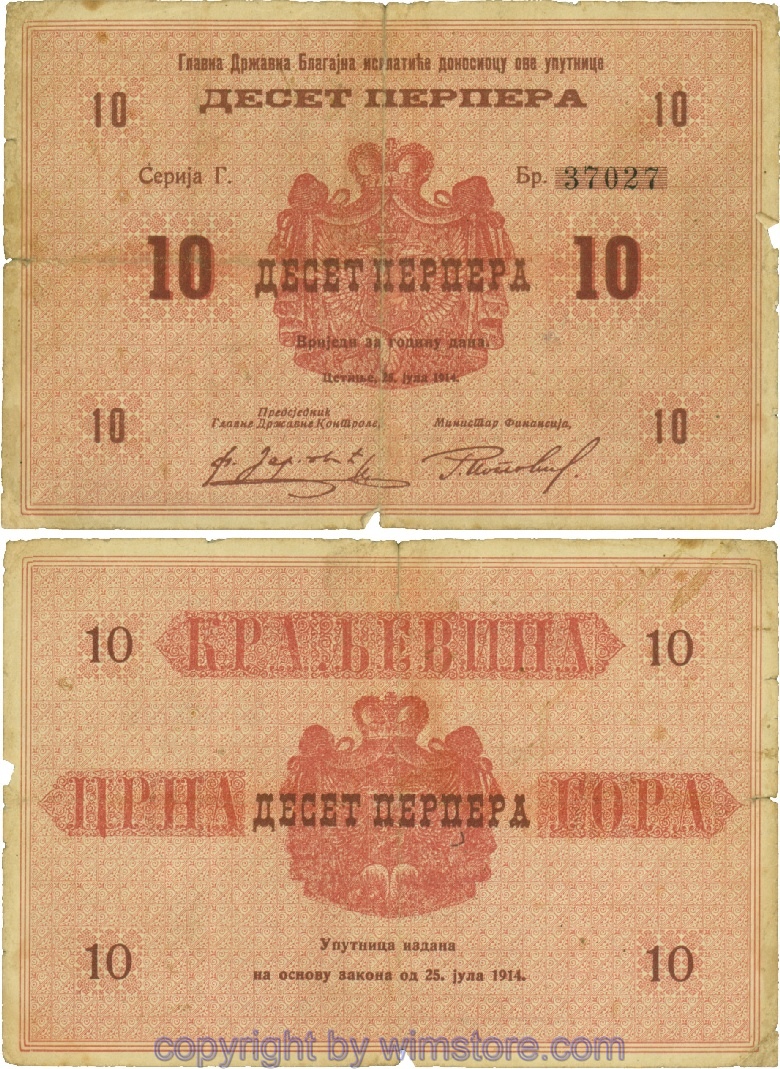 Главна Државна Благајна исплатиће доносиоцу ове упутнице
ДЕСЕТ ПЕРПЕРА
10 10
Серија Г. Бр. 37027
10 ДЕСЕТ ПЕРПЕРА 10
Вриједи за годину дана.
Цетиње, 25. јула 1914.
Предсједник
Главне Државне Контроле, Министар Финансија,
10 10
10 КРАЉЕВИНА 10
ЦРНА ДЕСЕТ ПЕРПЕРА ГОРА
Упутница издана
на основу закона од 25. јула 1914.
10 10
copyright by wimstore.com